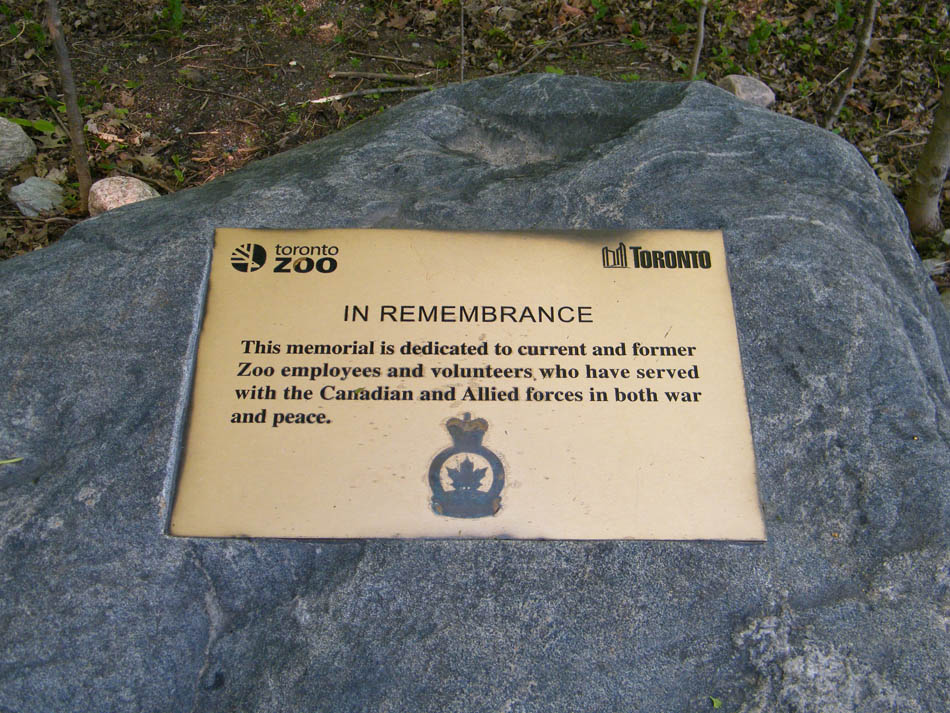 toronto
ZOO
TORONTO
IN REMEMBRANCE
This memorial is dedicated to current and former
Zoo employees and volunteers who have served
with the Canadian and Allied forces in both war
and peace.